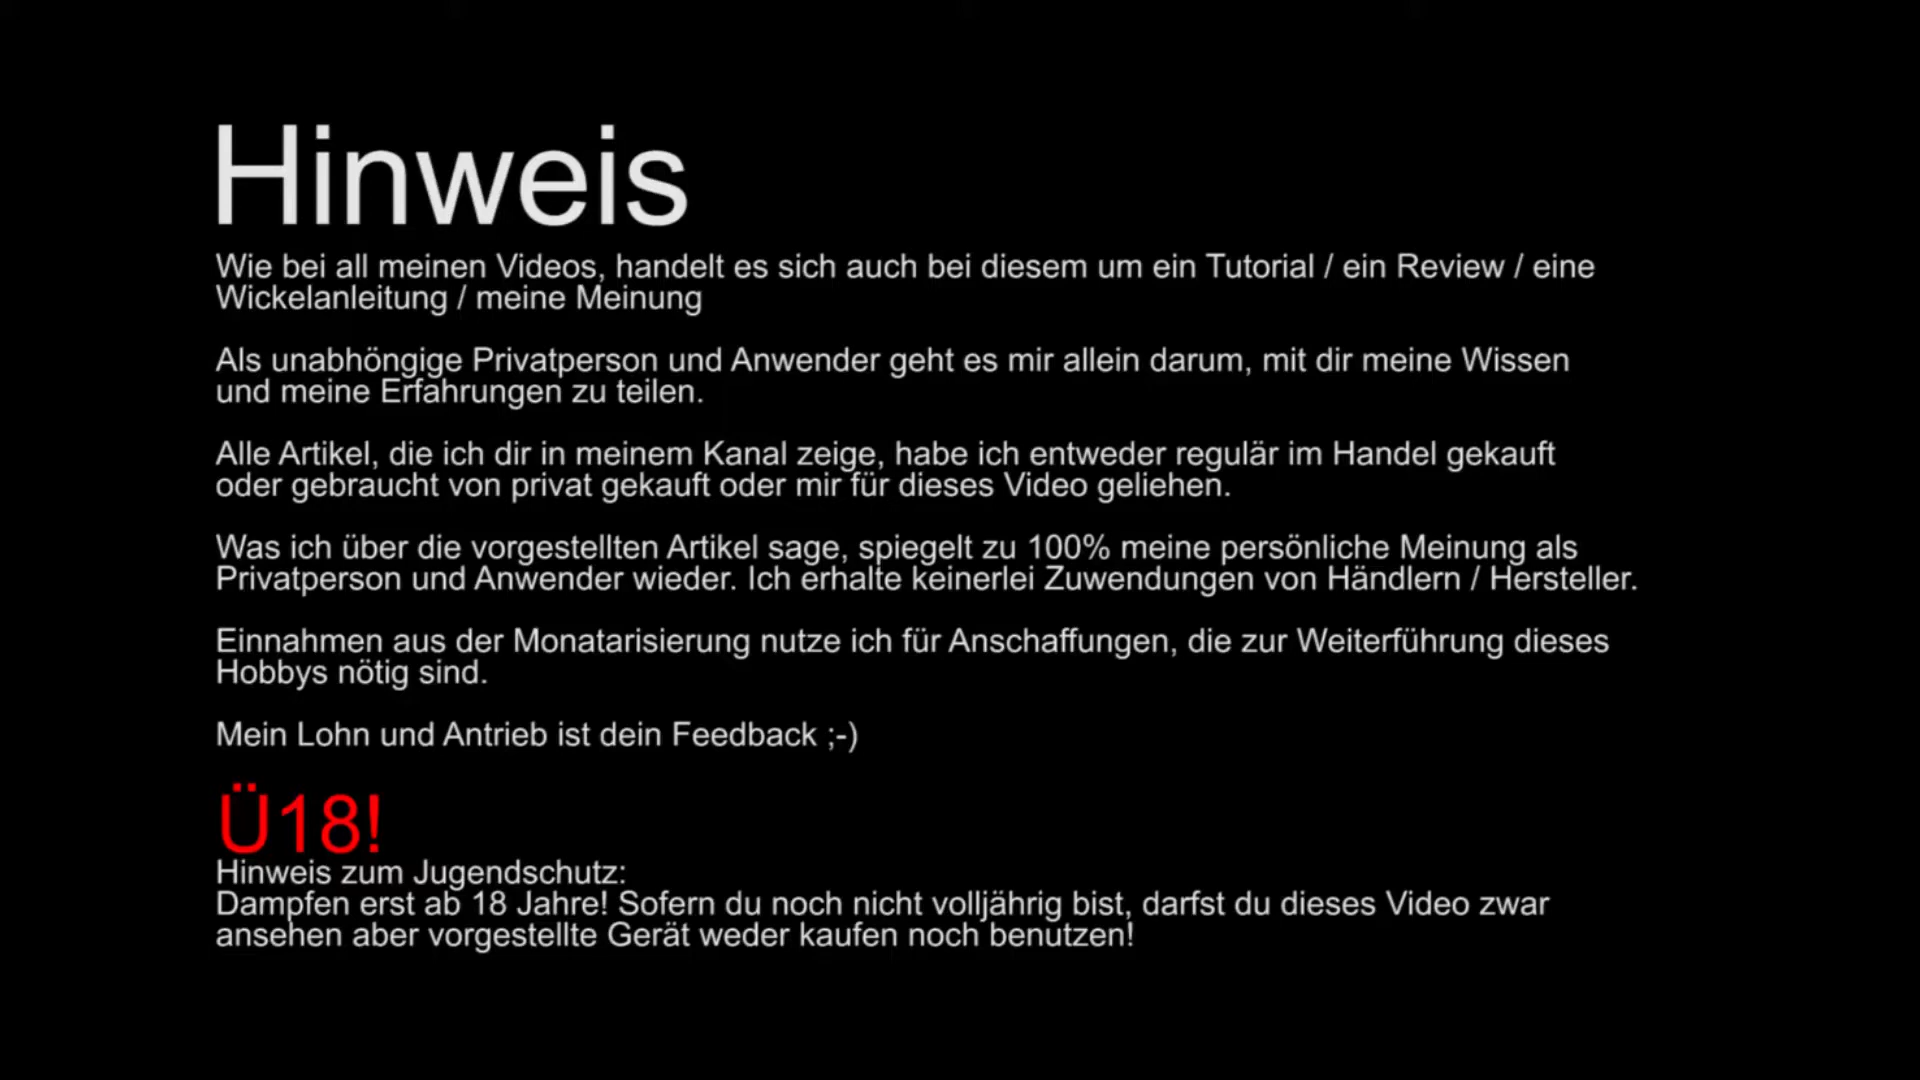 Hinweis
Wie bei all meinen Videos, handelt es sich auch bei diesem um ein Tutorial / ein Review / eine
Wickelanleitung / meine Meinung
Als unabhöngige Privatperson und Anwender geht es mir allein darum, mit dir meine Wissen
und meine Erfahrungen zu teilen.
Alle Artikel, die ich dir in meinem Kanal zeige, habe ich entweder regulär im Handel gekauft
oder gebraucht von privat gekauft oder mir für dieses Video geliehen.
Was ich über die vorgestellten Artikel sage, spiegelt zu 100% meine persönliche Meinung als
Privatperson und Anwender wieder. Ich erhalte keinerlei Zuwendungen von Händlern / Hersteller.
Einnahmen aus der Monatarisierung nutze ich für Anschaffungen, die zur Weiterführung dieses
Hobbys nötig sind.
Mein Lohn und Antrieb ist dein Feedback ;-)
Ü18!
Hinweis zum Jugendschutz:
Dampfen erst ab 18 Jahre! Sofern du noch nicht volljährig bist, darfst du dieses Video zwar
ansehen aber vorgestellte Gerät weder kaufen noch benutzen!